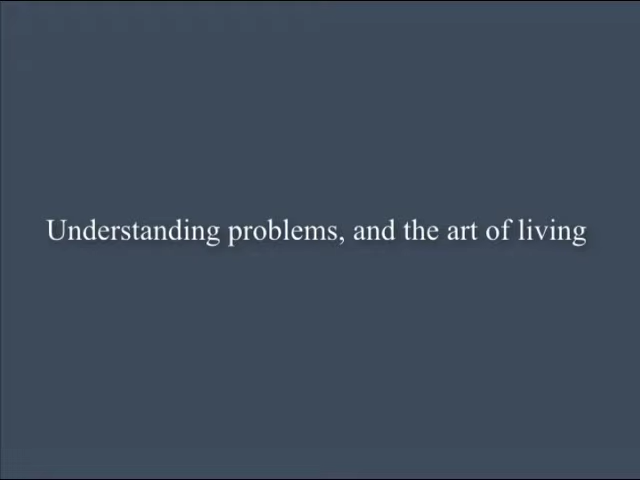 Understanding problems, and the art of living